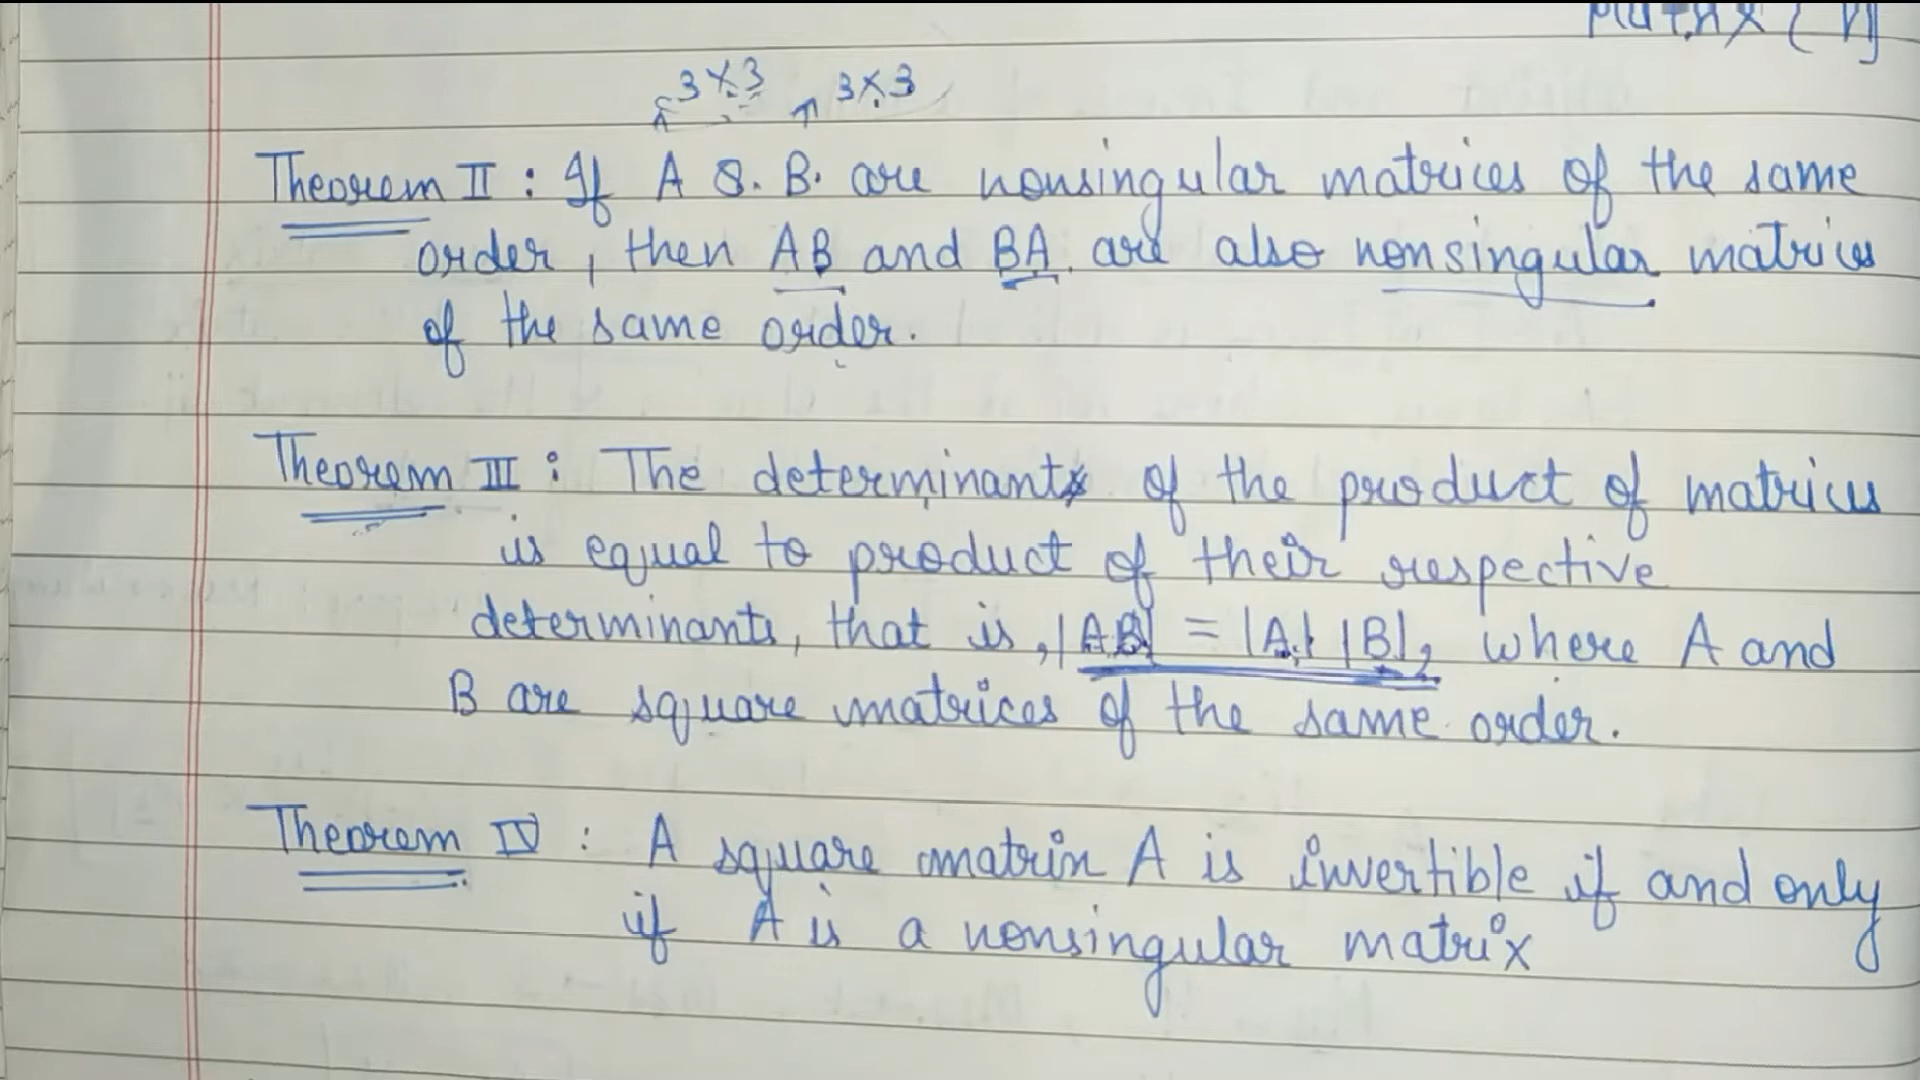 3×3 3×3
Theorem II : If A & B are nonsingular matrices of the same
order, then AB and BA are also nonsingular matrices
of the same order.
Theorem III : The determinant of the product of matrices
is equal to product of their respective
determinants, that is, |AB| = |A| |B|, where A and
B are square matrices of the same order.
Theorem IV : A square matrix A is invertible if and only
if A is a nonsingular matrix